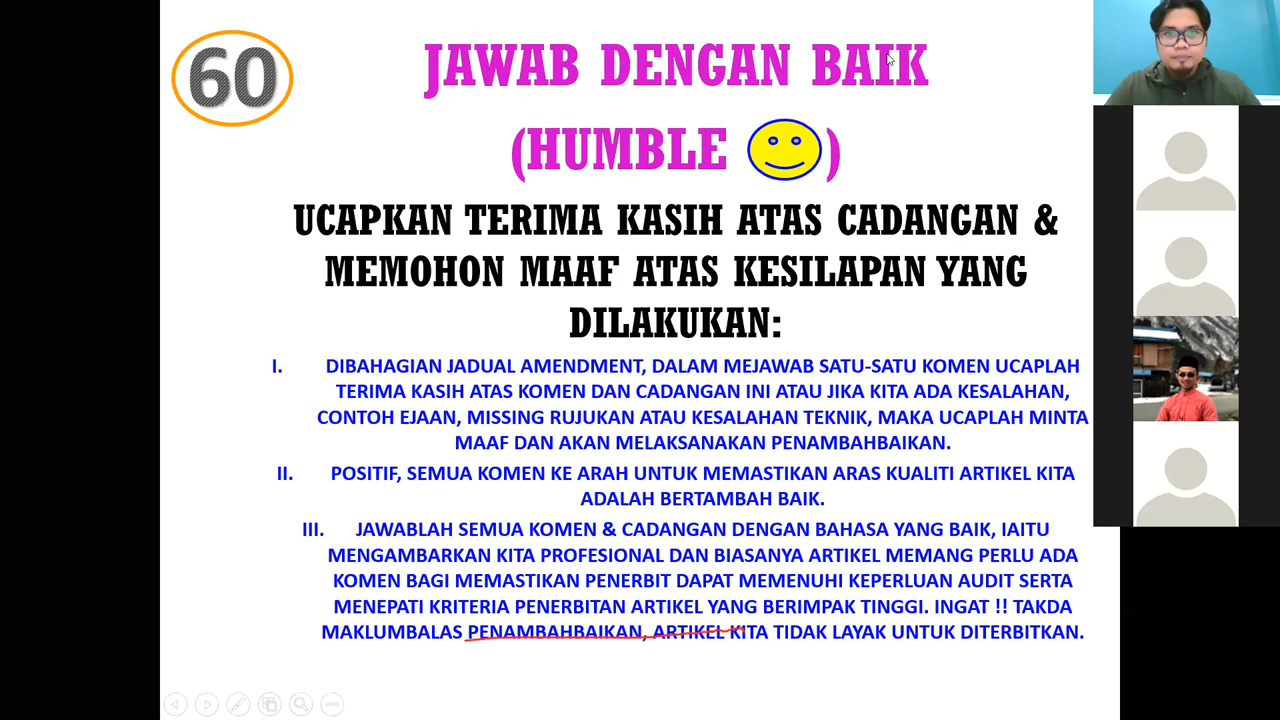 60
JAWAB DENGAN BAIK
(HUMBLE )
UCAPKAN TERIMA KASIH ATAS CADANGAN &
MEMOHON MAAF ATAS KESILAPAN YANG
DILAKUKAN:
I. DIBAHAGIAN JADUAL AMENDMENT, DALAM MEJAWAB SATU-SATU KOMEN UCAPLAH
TERIMA KASIH ATAS KOMEN DAN CADANGAN INI ATAU JIKA KITA ADA KESALAHAN,
CONTOH EJAAN, MISSING RUJUKAN ATAU KESALAHAN TEKNIK, MAKA UCAPLAH MINTA
MAAF DAN AKAN MELAKSANAKAN PENAMBAHBAIKAN.
II. POSITIF, SEMUA KOMEN KE ARAH UNTUK MEMASTIKAN ARAS KUALITI ARTIKEL KITA
ADALAH BERTAMBAH BAIK.
III. JAWABLAH SEMUA KOMEN & CADANGAN DENGAN BAHASA YANG BAIK, IAITU
MENGAMBARKAN KITA PROFESIONAL DAN BIASANYA ARTIKEL MEMANG PERLU ADA
KOMEN BAGI MEMASTIKAN PENERBIT DAPAT MEMENUHI KEPERLUAN AUDIT SERTA
MENEPATI KRITERIA PENERBITAN ARTIKEL YANG BERIMPAK TINGGI. INGAT !! TAKDA
MAKLUMBALAS PENAMBAHBAIKAN, ARTIKEL KITA TIDAK LAYAK UNTUK DITERBITKAN.